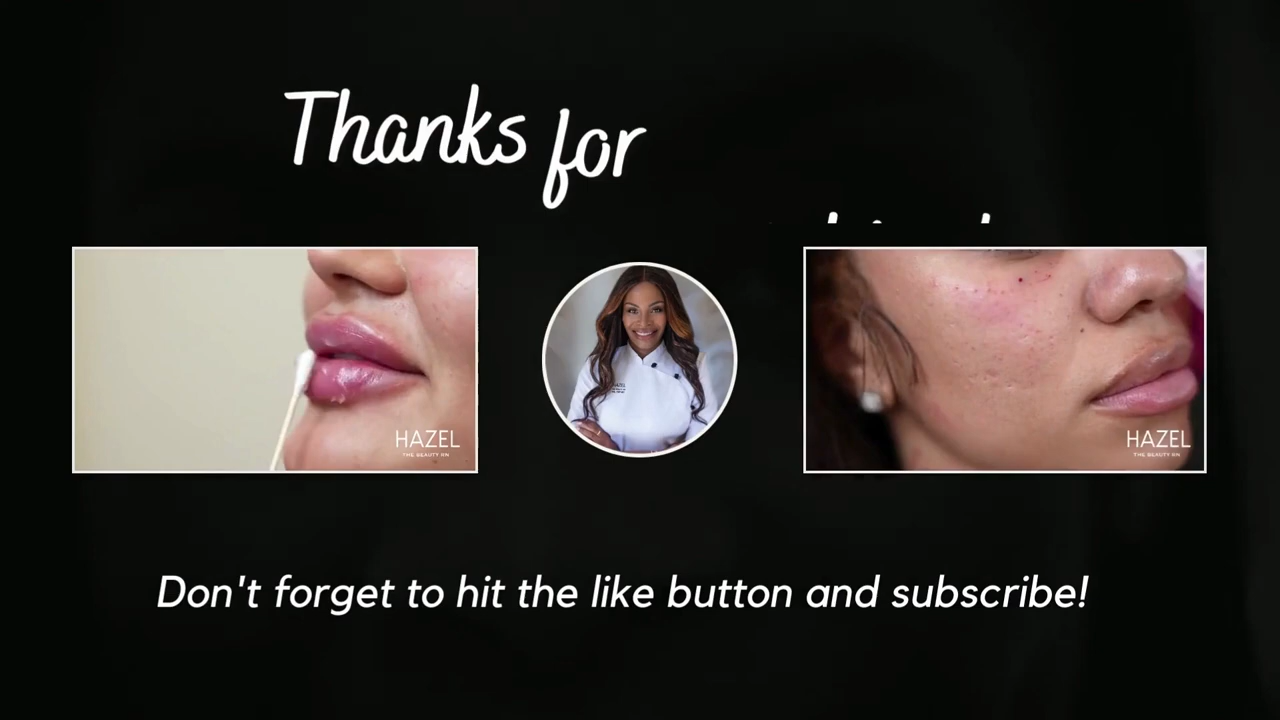 Thanks for
HAZEL
THE BEAUTY RN
HAZEL
HAZEL
THE BEAUTY RN
Don't forget to hit the like button and subscribe!